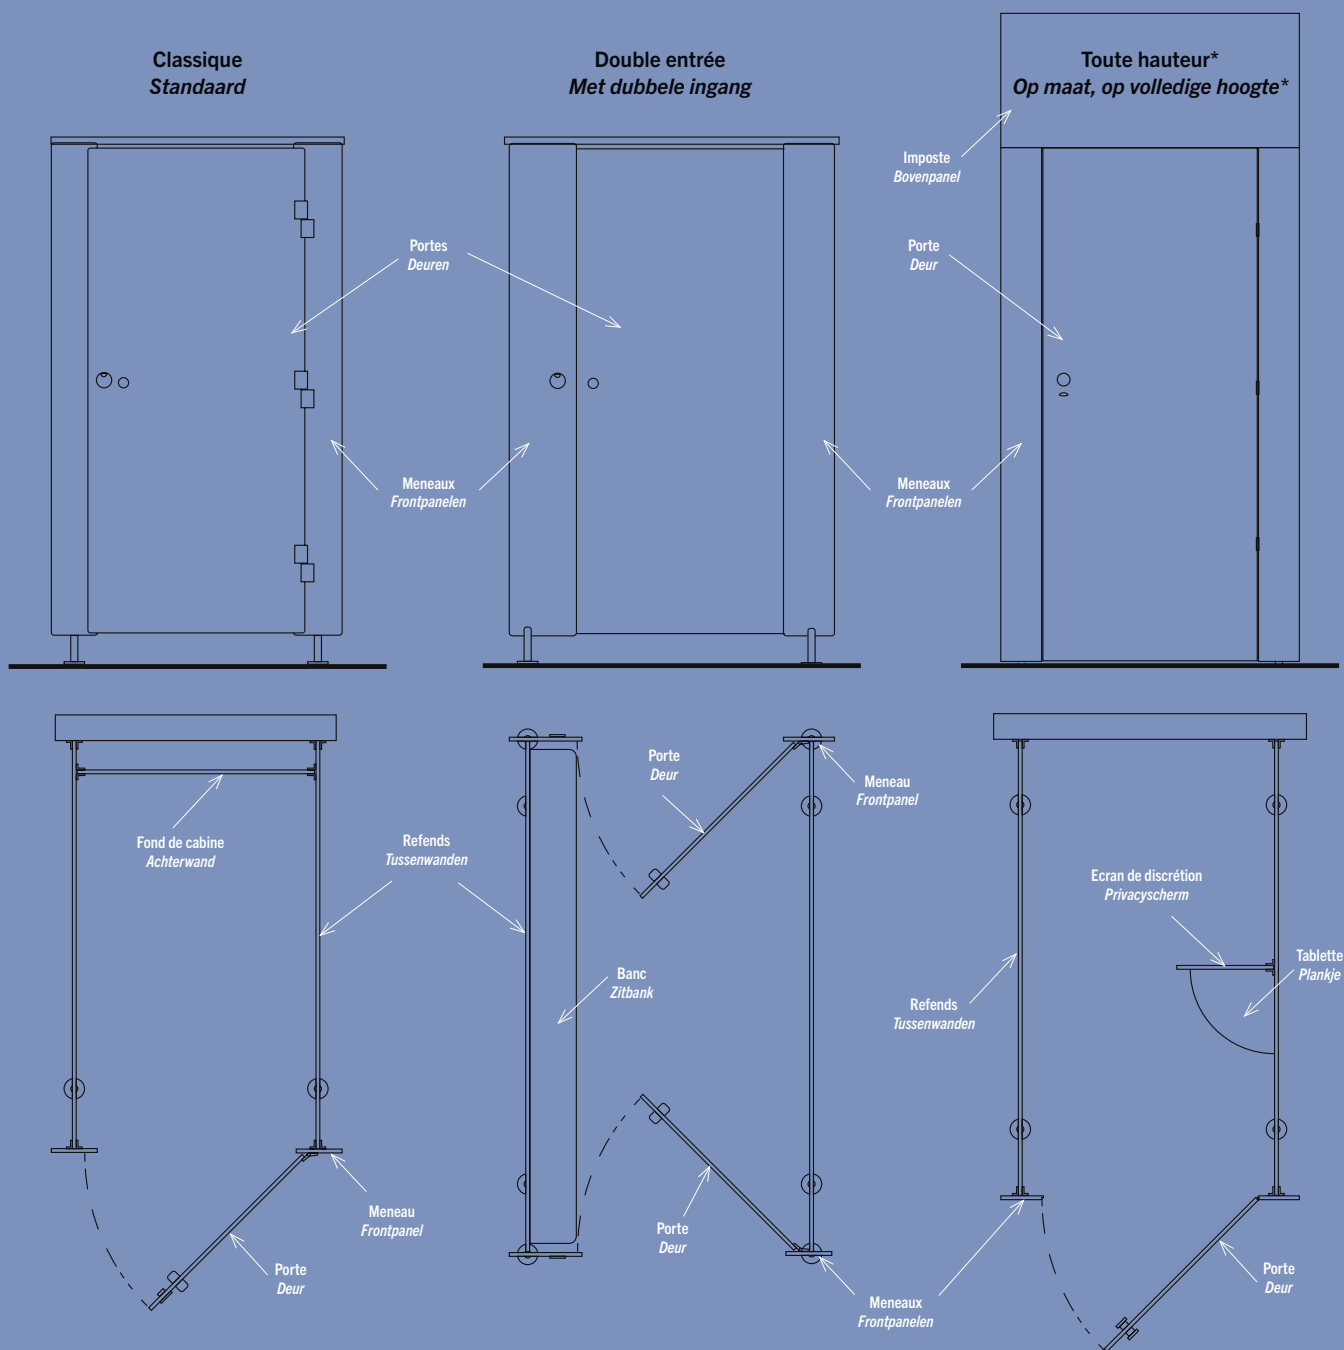 Classique
Standaard
Double entrée
Met dubbele ingang
Toute hauteur*
Op maat, op volledige hoogte*
Imposte
Bovenpanel
Portes
Deuren
Porte
Deur
Meneaux
Frontpanelen
Meneaux
Frontpanelen
Porte
Deur
Meneau
Frontpanel
Fond de cabine
Achterwand
Refends
Tussenwanden
Ecran de discrétion
Privacyscherm
Tablette
Plankje
Banc
Zitbank
Refends
Tussenwanden
Meneau
Frontpanel
Porte
Deur
Porte
Deur
Porte
Deur
Meneaux
Frontpanelen